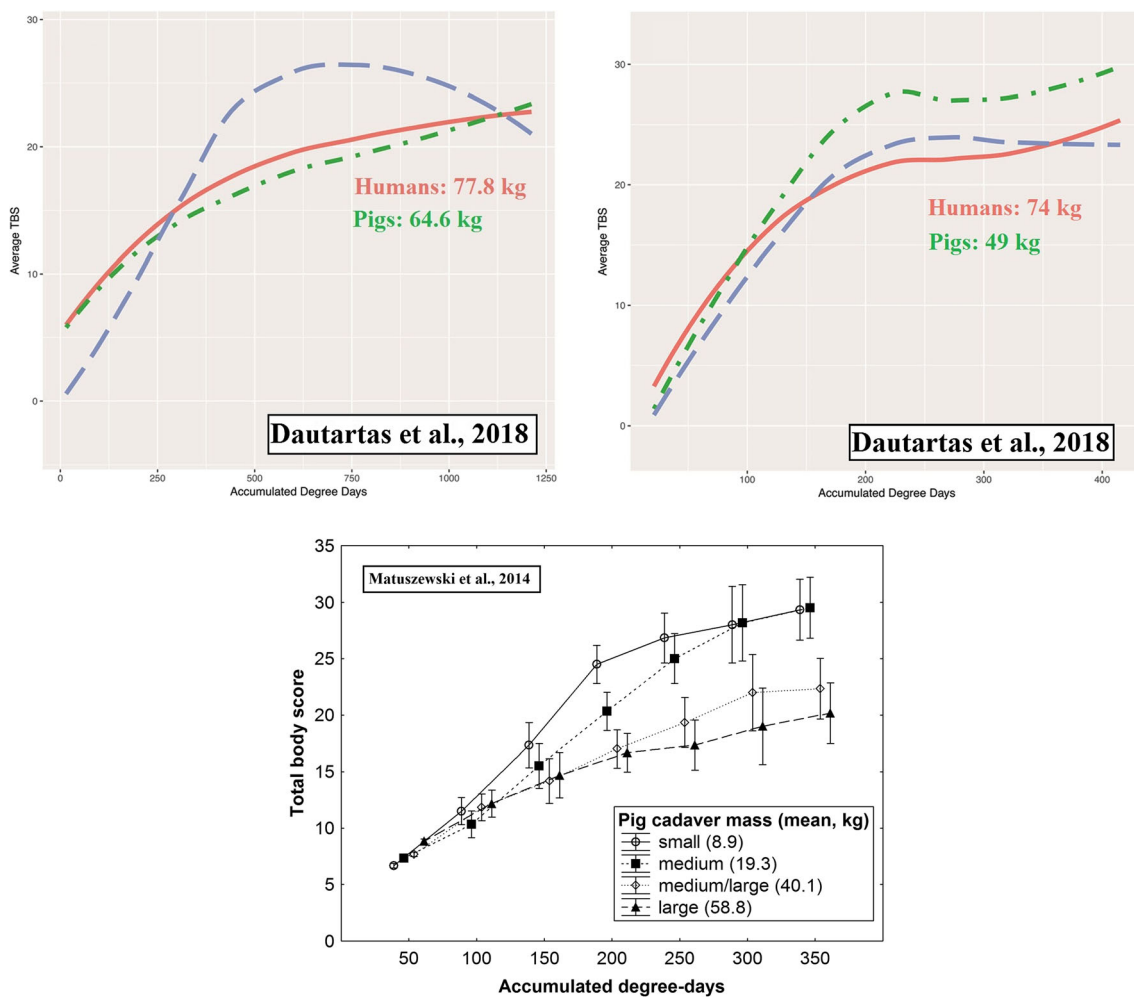 30
20
10
0
Average TBS
Humans: 77.8 kg
Pigs: 64.6 kg
Dautartas et al., 2018
0 250 500 750 1000 1250
Accumulated Degree Days
30
20
10
0
Average TBS
Humans: 74 kg
Pigs: 49 kg
Dautartas et al., 2018
100 200 300 400
Accumulated Degree Days
35
30
25
20
15
10
5
0
Total body score
Matuszewski et al., 2014
Pig cadaver mass (mean, kg)
small (8.9)
medium (19.3)
medium/large (40.1)
large (58.8)
50 100 150 200 250 300 350
Accumulated degree-days